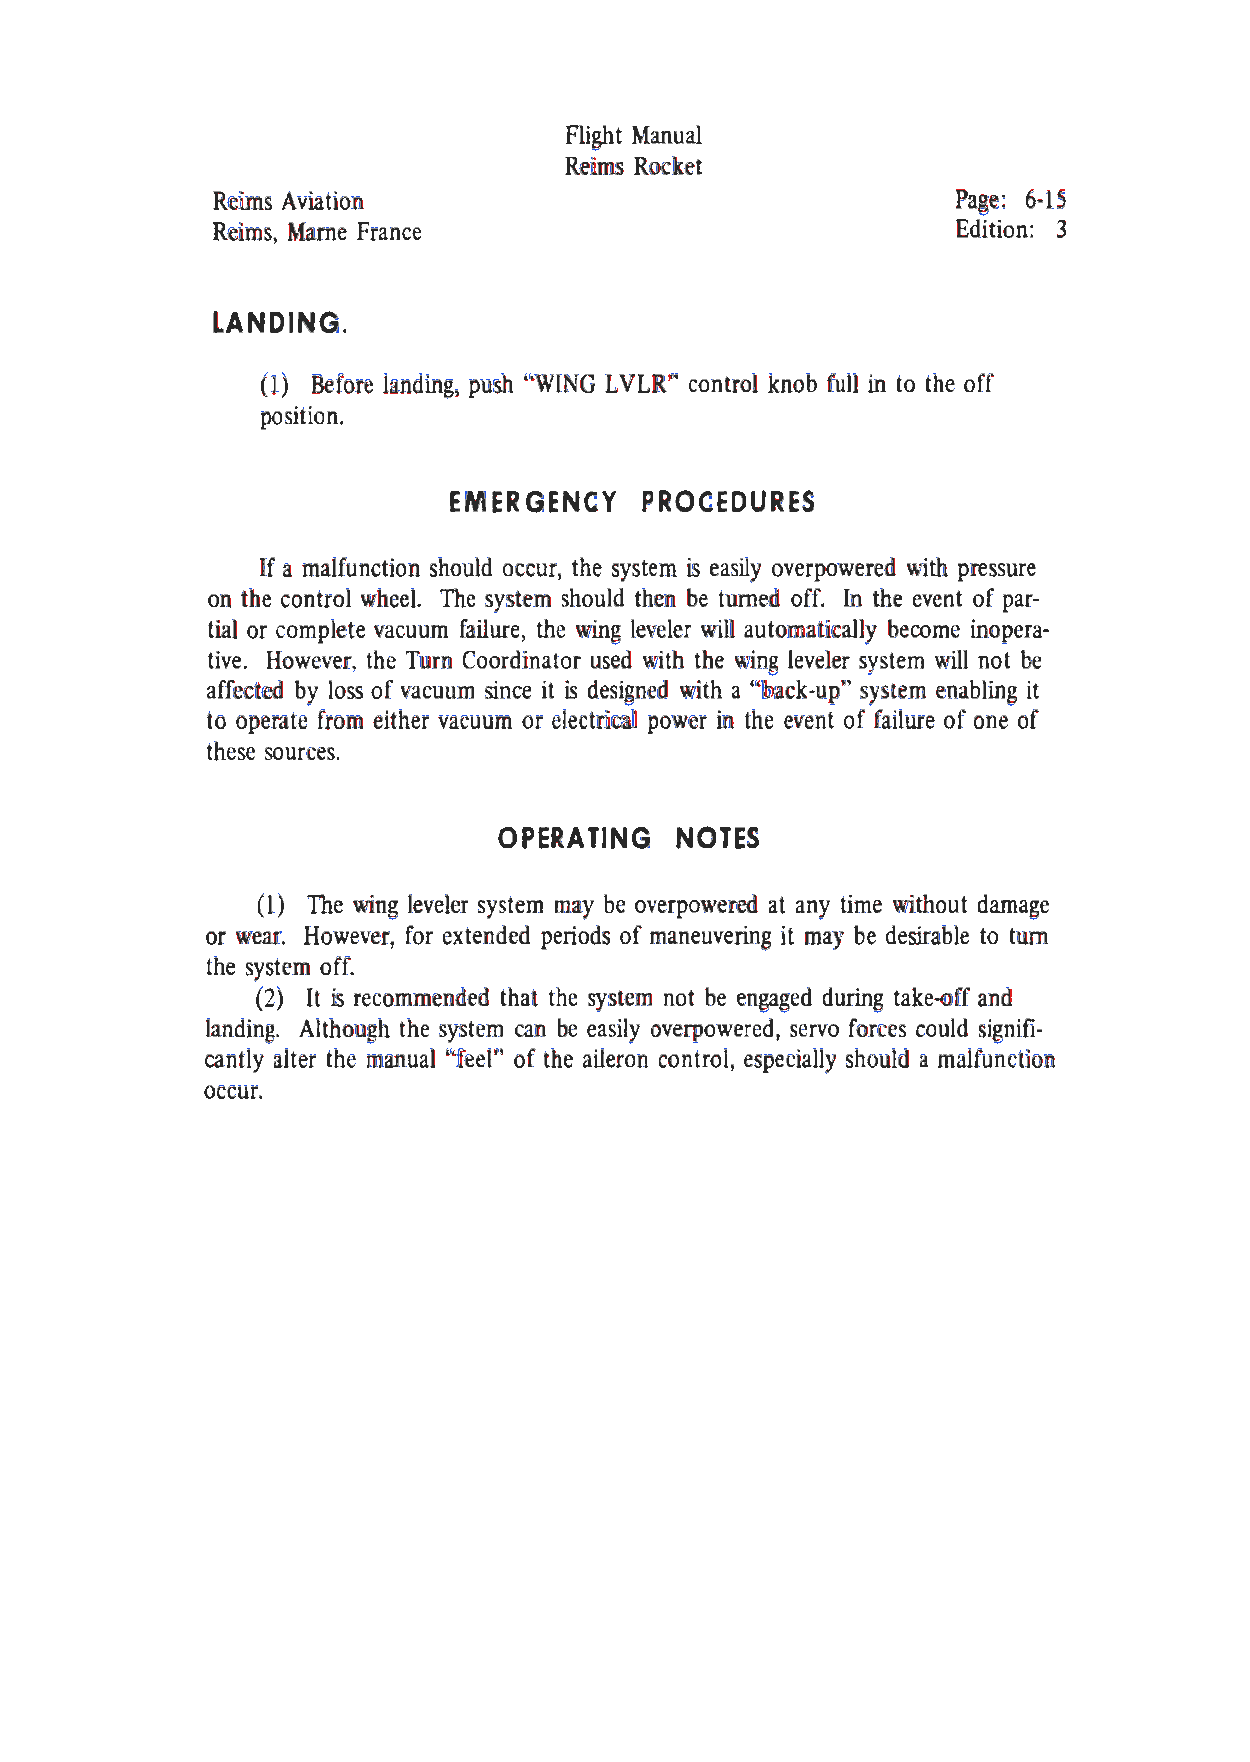 Flight Manual
Reims Rocket
Reims Aviation Page: 6-15
Reims, Marne France Edition: 3
LANDING.
(1) Before landing, push “WING LVLR” control knob full in to the off
position.
EMERGENCY PROCEDURES
If a malfunction should occur, the system is easily overpowered with pressure
on the control wheel. The system should then be turned off. In the event of par-
tial or complete vacuum failure, the wing leveler will automatically become inopera-
tive. However, the Turn Coordinator used with the wing leveler system will not be
affected by loss of vacuum since it is designed with a “back-up” system enabling it
to operate from either vacuum or electrical power in the event of failure of one of
these sources.
OPERATING NOTES
(1) The wing leveler system may be overpowered at any time without damage
or wear. However, for extended periods of maneuvering it may be desirable to turn
the system off.
(2) It is recommended that the system not be engaged during take-off and
landing. Although the system can be easily overpowered, servo forces could signifi-
cantly alter the manual “feel” of the aileron control, especially should a malfunction
occur.